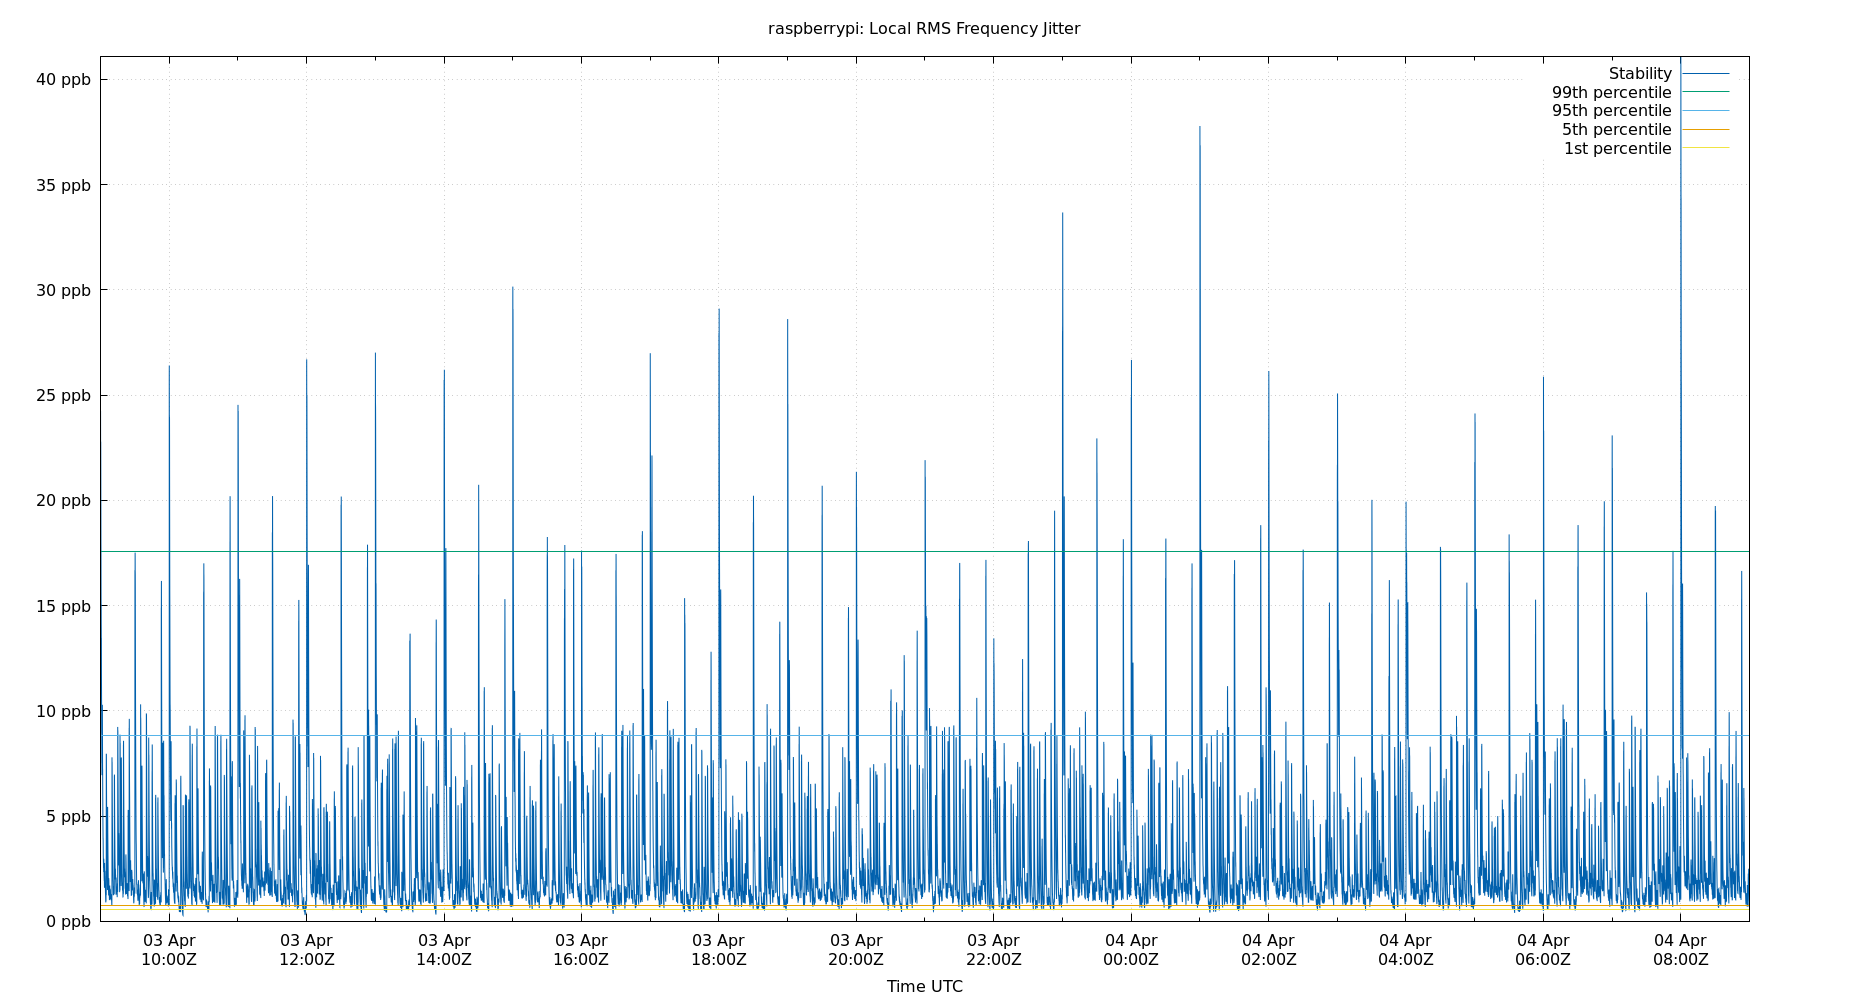 raspberrypi: Local RMS Frequency Jitter
40 ppb
35 ppb
30 ppb
25 ppb
20 ppb
15 ppb
10 ppb
5 ppb
0 ppb
Stability
99th percentile
95th percentile
5th percentile
1st percentile
03 Apr
10:00Z
03 Apr
12:00Z
03 Apr
14:00Z
03 Apr
16:00Z
03 Apr
18:00Z
03 Apr
20:00Z
03 Apr
22:00Z
04 Apr
00:00Z
04 Apr
02:00Z
04 Apr
04:00Z
04 Apr
06:00Z
04 Apr
08:00Z
Time UTC